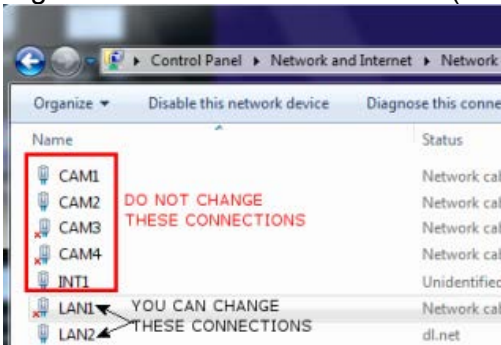 Control Panel ▸ Network and Internet ▸ Network
Organize ▾ Disable this network device Diagnose this conne
Name Status
CAM1 Network cal
CAM2 DO NOT CHANGE Network cal
CAM3 THESE CONNECTIONS Network cal
CAM4 Network cal
INT1 Unidentified
LAN1 YOU CAN CHANGE Network cal
LAN2 THESE CONNECTIONS dl.net